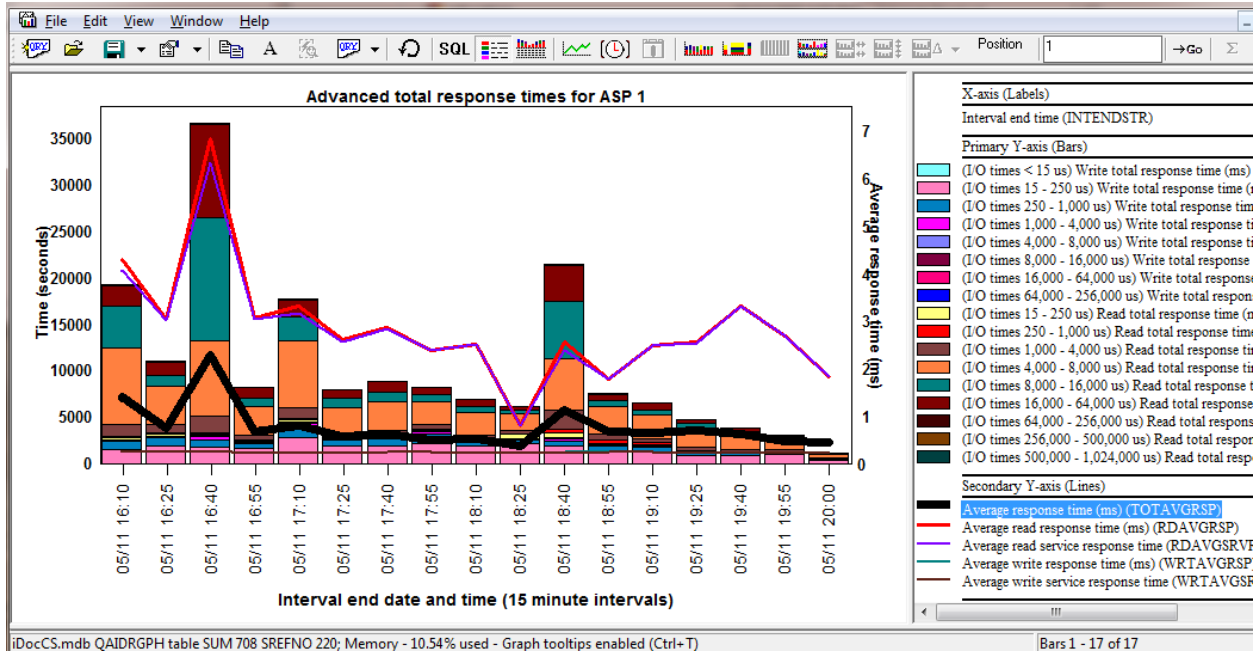 File Edit View Window Help
QRY A QRY SQL Position 1 →Go Σ
Advanced total response times for ASP 1
Time (seconds)
35000
30000
25000
20000
15000
10000
5000
0
Average response time (ms)
7
6
5
4
3
2
1
0
05/11 16:10
05/11 16:25
05/11 16:40
05/11 16:55
05/11 17:10
05/11 17:25
05/11 17:40
05/11 17:55
05/11 18:10
05/11 18:25
05/11 18:40
05/11 18:55
05/11 19:10
05/11 19:25
05/11 19:40
05/11 19:55
05/11 20:00
Interval end date and time (15 minute intervals)
X-axis (Labels)
Interval end time (INTENDSTR)
Primary Y-axis (Bars)
(I/O times < 15 us) Write total response time (ms)
(I/O times 15 - 250 us) Write total response time (
(I/O times 250 - 1,000 us) Write total response tim
(I/O times 1,000 - 4,000 us) Write total response ti
(I/O times 4,000 - 8,000 us) Write total response ti
(I/O times 8,000 - 16,000 us) Write total response
(I/O times 16,000 - 64,000 us) Write total response
(I/O times 64,000 - 256,000 us) Write total respon
(I/O times 15 - 250 us) Read total response time (
(I/O times 250 - 1,000 us) Read total response time
(I/O times 1,000 - 4,000 us) Read total response ti
(I/O times 4,000 - 8,000 us) Read total response ti
(I/O times 8,000 - 16,000 us) Read total response t
(I/O times 16,000 - 64,000 us) Read total response
(I/O times 64,000 - 256,000 us) Read total respons
(I/O times 256,000 - 500,000 us) Read total respon
(I/O times 500,000 - 1,024,000 us) Read total resp
Secondary Y-axis (Lines)
Average response time (ms) (TOTAVGRSP)
Average read response time (ms) (RDAVGRSP)
Average read service response time (RDAVGSRV
Average write response time (ms) (WRTAVGRSP
Average write service response time (WRTAVGS
iDocCS.mdb QAIDRGPH table SUM 708 SREFNO 220; Memory - 10.54% used - Graph tooltips enabled (Ctrl+T)
Bars 1 - 17 of 17